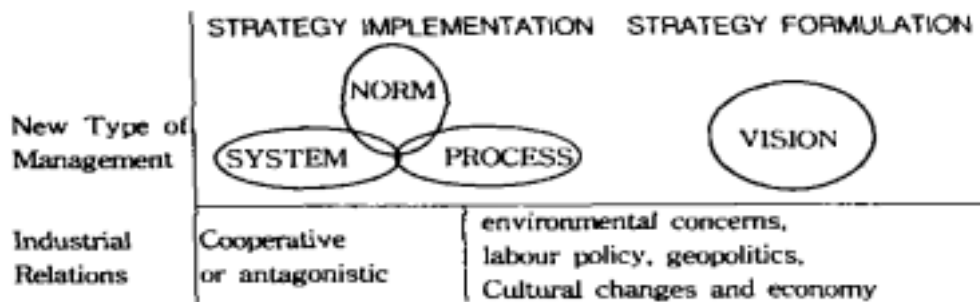 STRATEGY IMPLEMENTATION STRATEGY FORMULATION
NORM
New Type of
Management
SYSTEM PROCESS
VISION
Industrial
Relations
Cooperative
or antagonistic
environmental concerns,
labour policy, geopolitics,
Cultural changes and economy